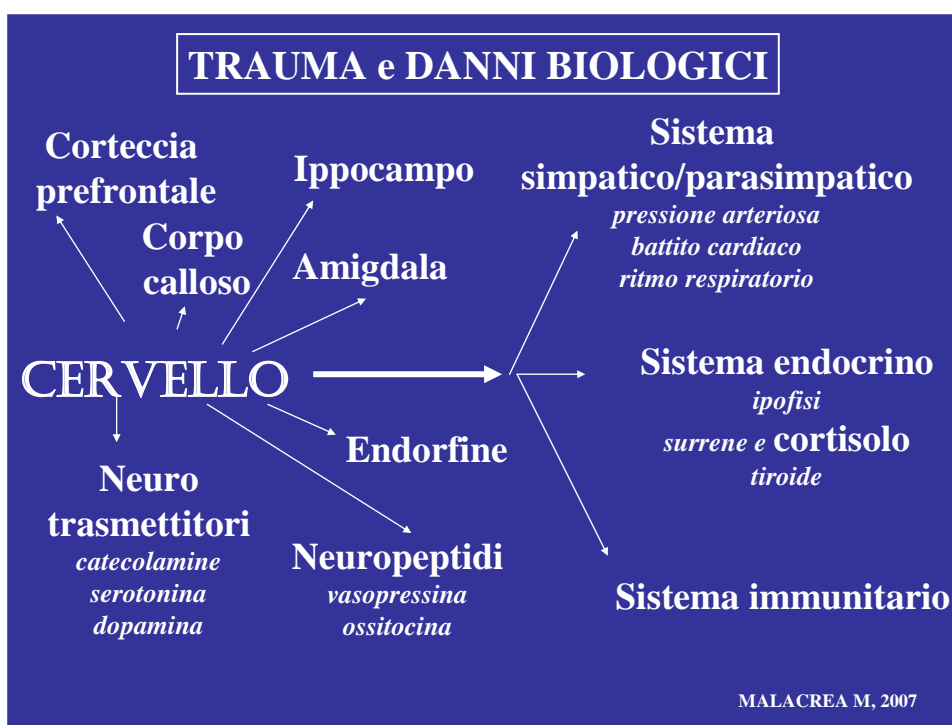 TRAUMA e DANNI BIOLOGICI
Corteccia
prefrontale
Corpo
calloso
Ippocampo
Amigdala
CERVELLO
Endorfine
Neuro
trasmettitori
catecolamine
serotonina
dopamina
Neuropeptidi
vasopressina
ossitocina
Sistema
simpatico/parasimpatico
pressione arteriosa
battito cardiaco
ritmo respiratorio
Sistema endocrino
ipofisi
surrene e cortisolo
tiroide
Sistema immunitario
MALACREA M, 2007